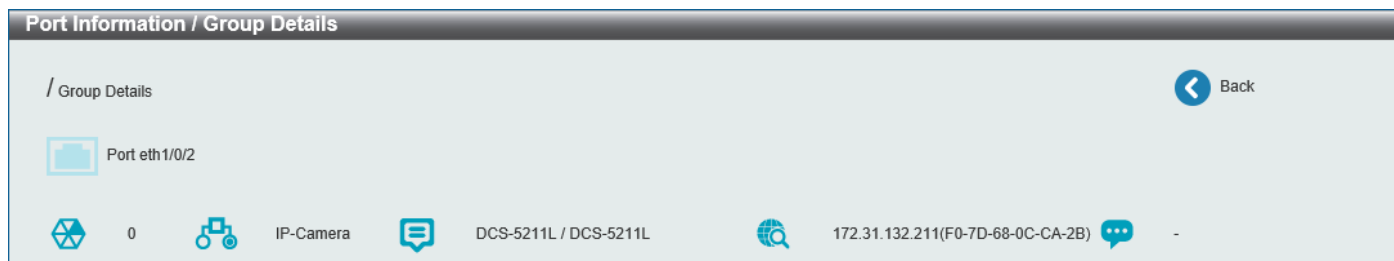 Port Information / Group Details
/ Group Details
Back
Port eth1/0/2
0 IP-Camera DCS-5211L / DCS-5211L 172.31.132.211(F0-7D-68-0C-CA-2B) -